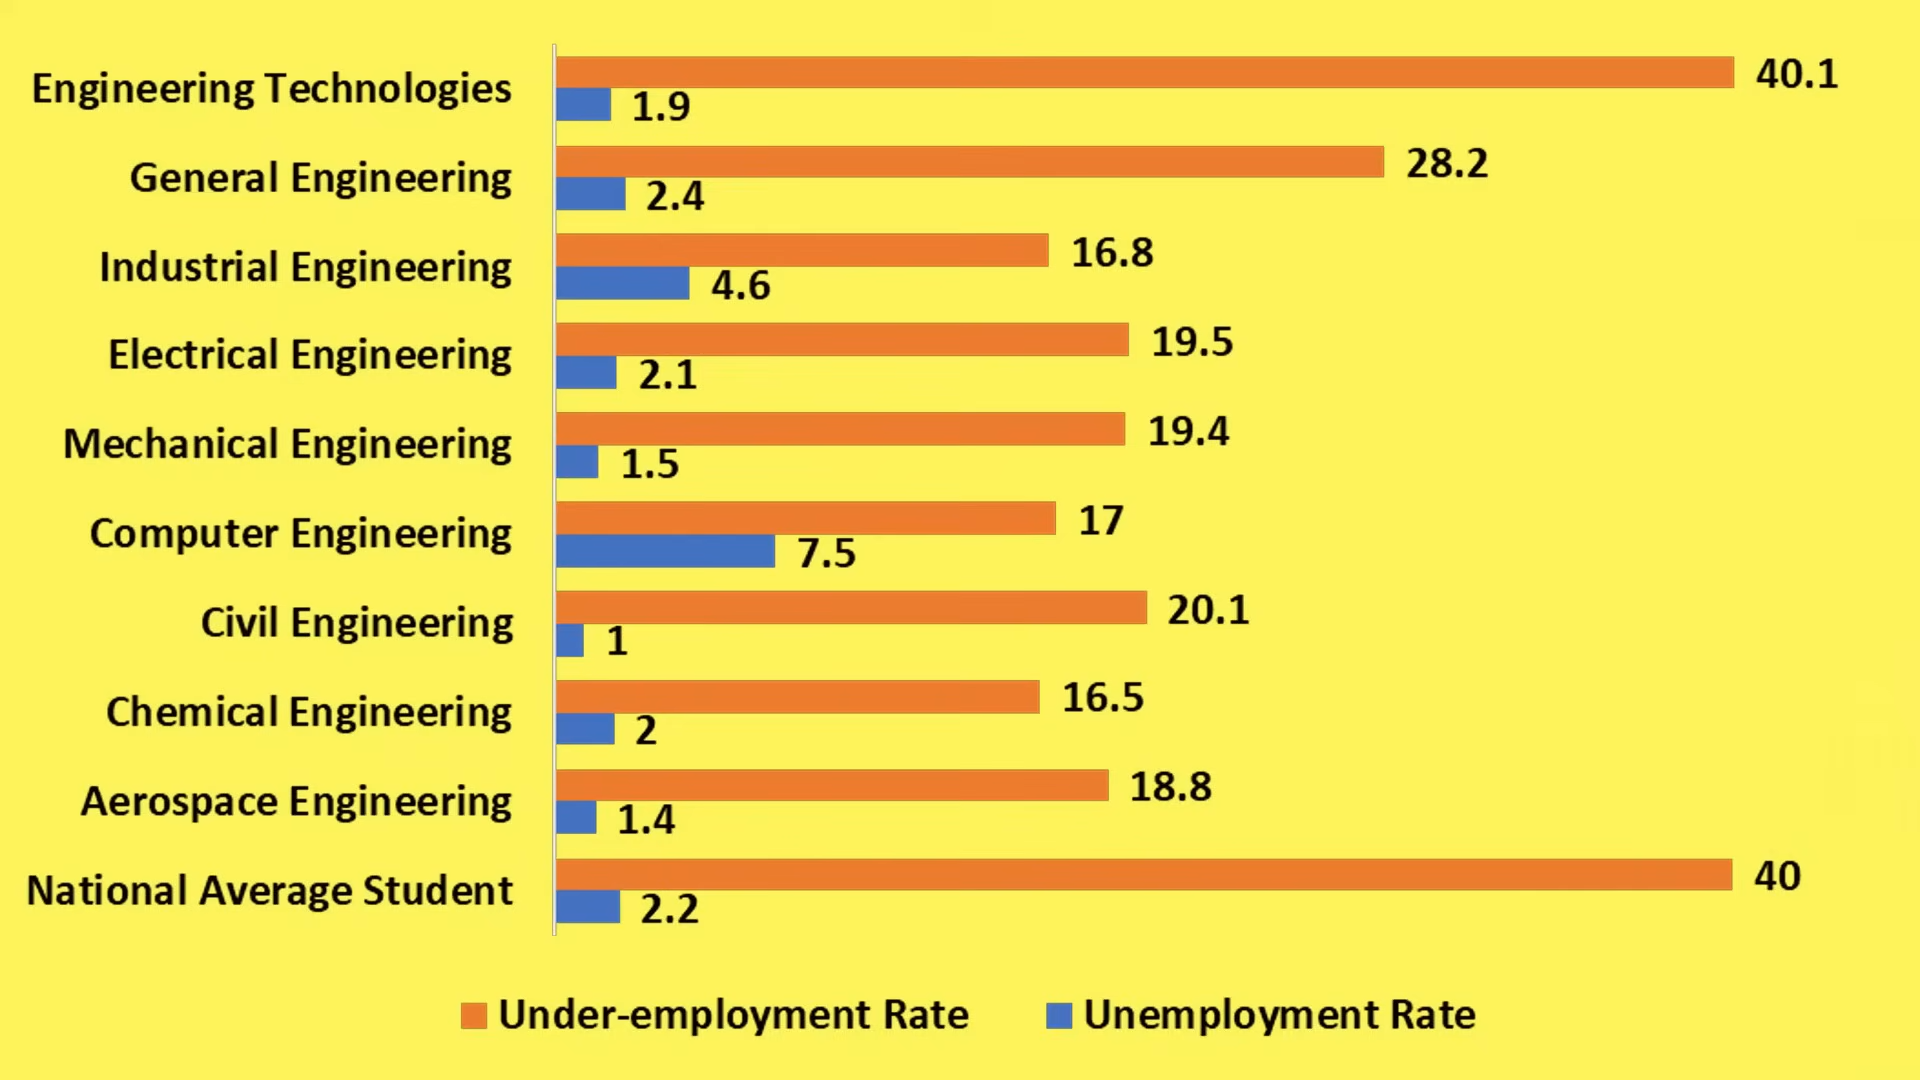 Engineering Technologies
40.1
1.9
General Engineering
28.2
2.4
Industrial Engineering
16.8
4.6
Electrical Engineering
19.5
2.1
Mechanical Engineering
19.4
1.5
Computer Engineering
17
7.5
Civil Engineering
20.1
1
Chemical Engineering
16.5
2
Aerospace Engineering
18.8
1.4
National Average Student
40
2.2
Under-employment Rate
Unemployment Rate